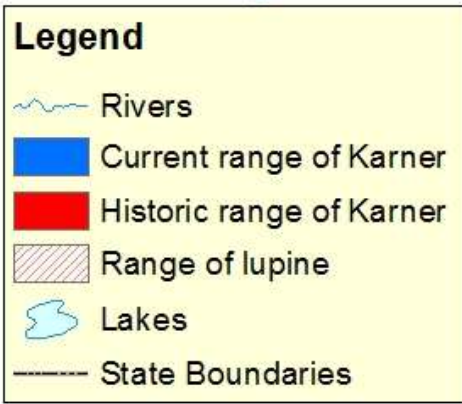 Legend
Rivers
Current range of Karner
Historic range of Karner
Range of lupine
Lakes
State Boundaries